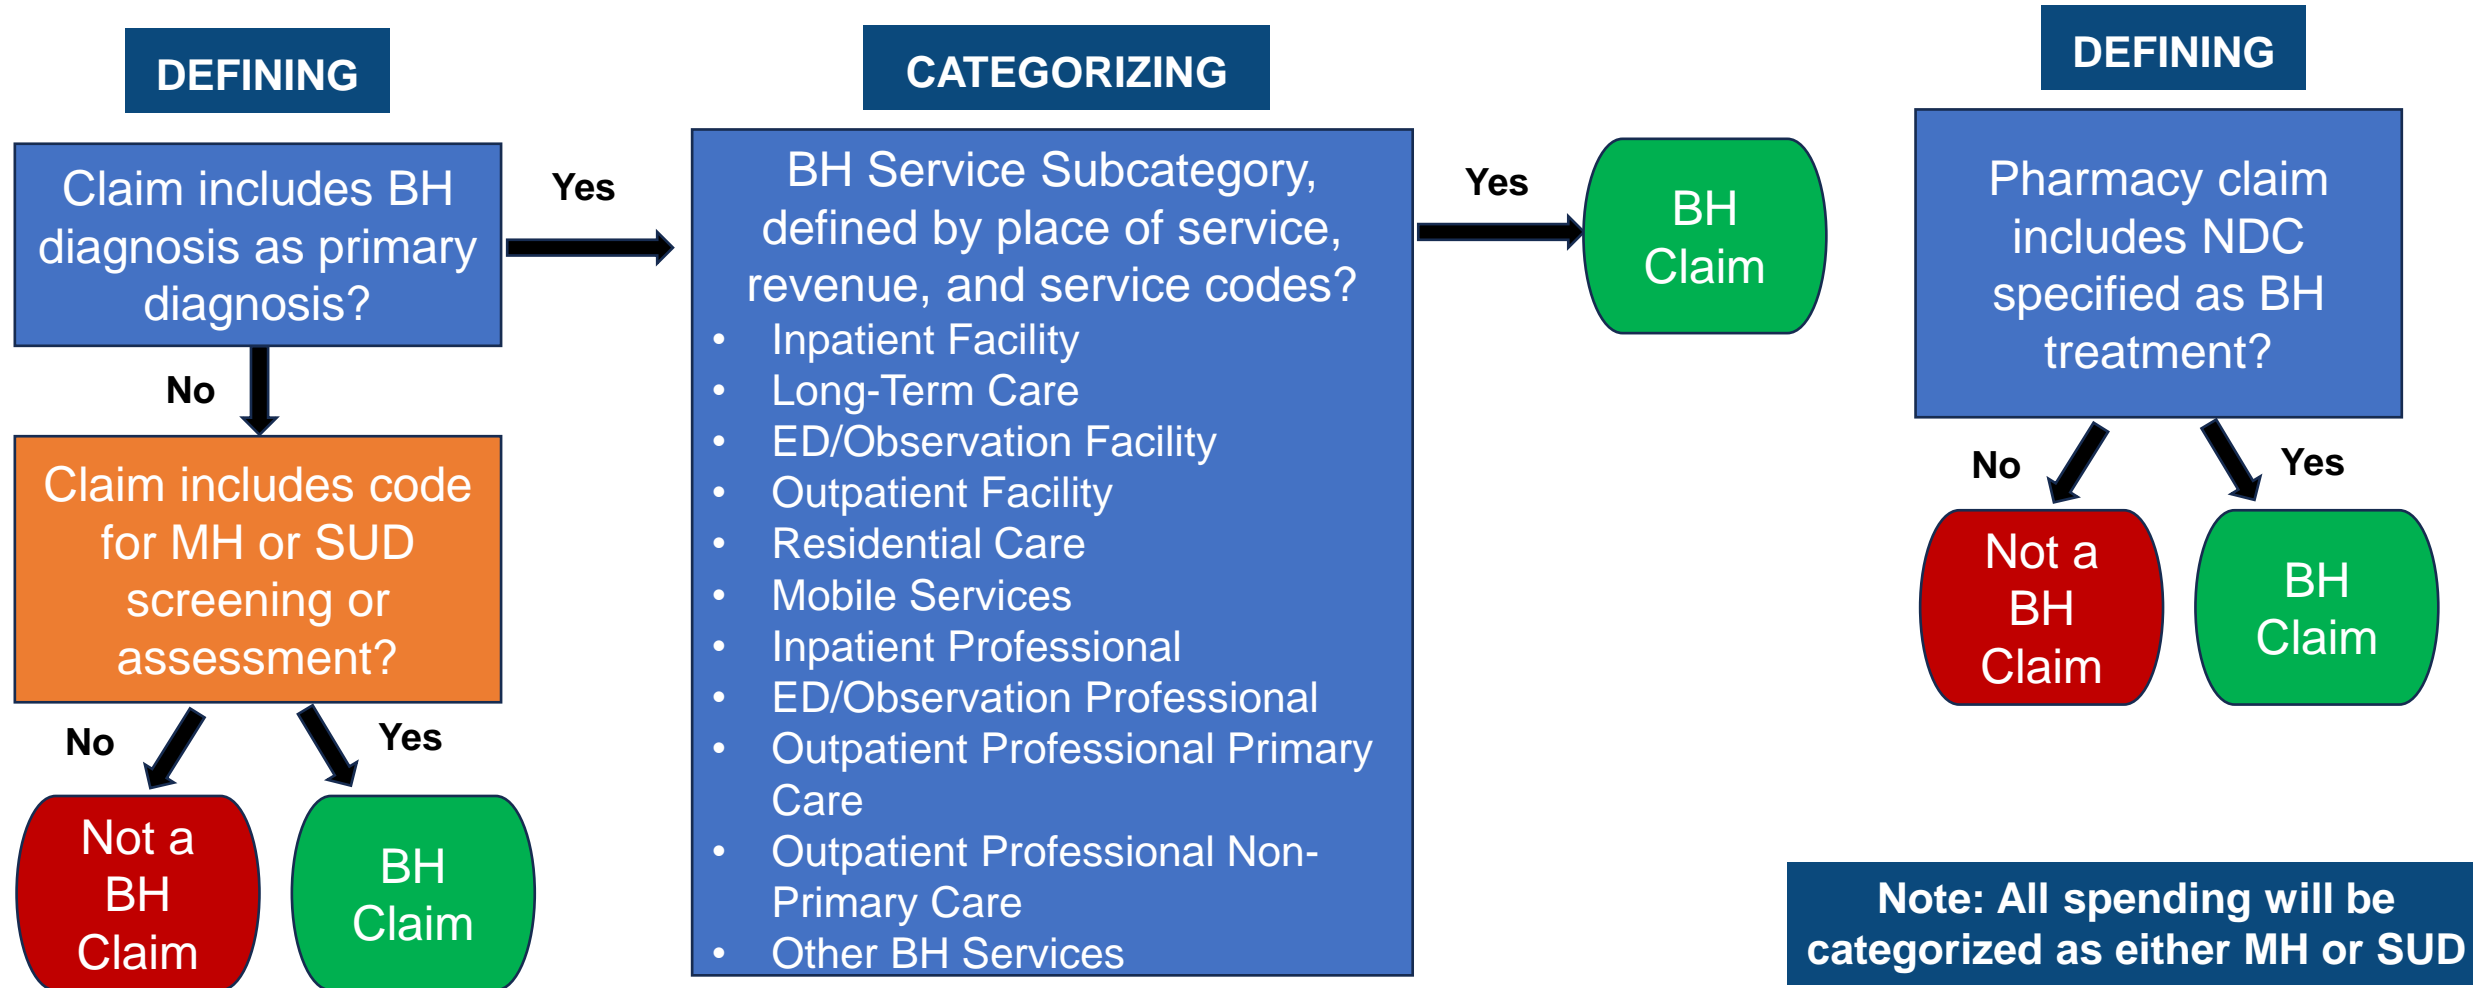 DEFINING
Claim includes BH
diagnosis as primary
diagnosis?
Yes
No
Claim includes code
for MH or SUD
screening or
assessment?
No
Yes
Not a
BH
Claim
BH
Claim
CATEGORIZING
BH Service Subcategory,
defined by place of service,
revenue, and service codes?
• Inpatient Facility
• Long-Term Care
• ED/Observation Facility
• Outpatient Facility
• Residential Care
• Mobile Services
• Inpatient Professional
• ED/Observation Professional
• Outpatient Professional Primary
Care
• Outpatient Professional Non-
Primary Care
• Other BH Services
Yes
BH
Claim
DEFINING
Pharmacy claim
includes NDC
specified as BH
treatment?
No
Yes
Not a
BH
Claim
BH
Claim
Note: All spending will be
categorized as either MH or SUD